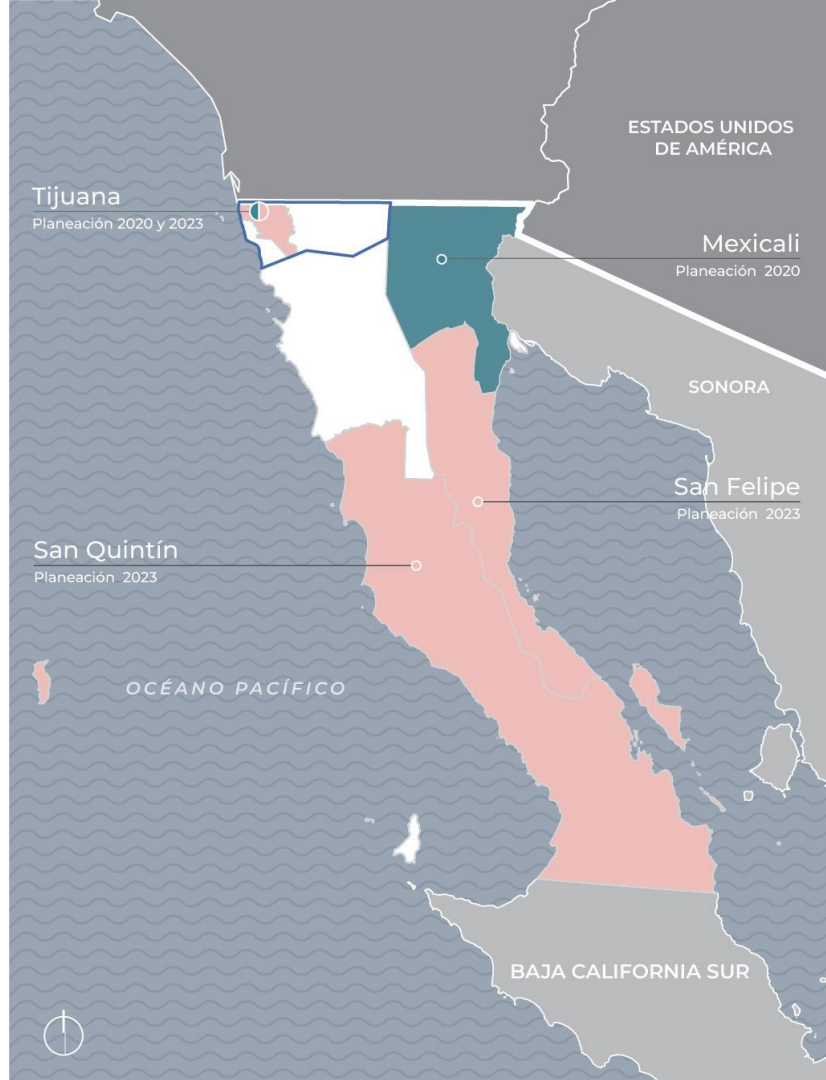 ESTADOS UNIDOS
DE AMÉRICA
Tijuana
Planeación 2020 y 2023
Mexicali
Planeación 2020
SONORA
San Felipe
Planeación 2023
San Quintín
Planeación 2023
OCÉANO PACÍFICO
BAJA CALIFORNIA SUR